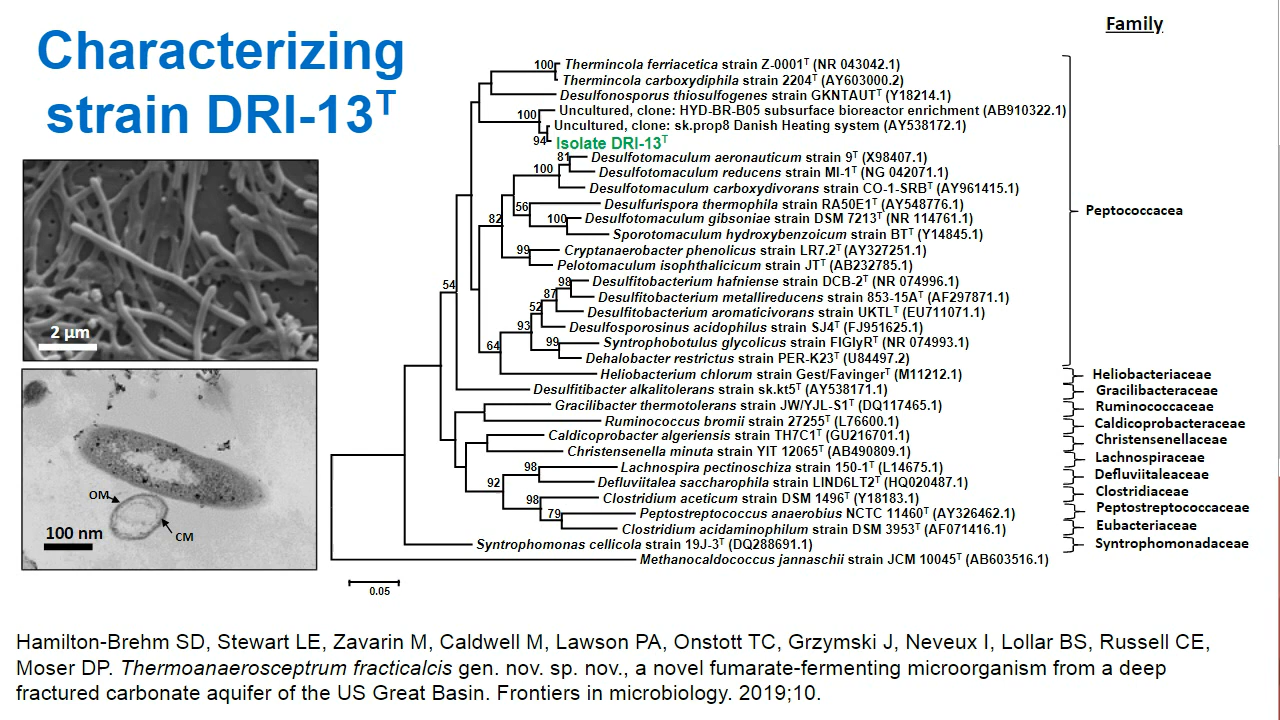 Characterizing
strain DRI-13T
Family
2 µm
OM
CM
100 nm
100
Thermincola ferriacetica strain Z-0001T (NR 043042.1)
Thermincola carboxydiphila strain 2204T (AY603000.2)
Desulfonosporus thiosulfogenes strain GKNTAUTT (Y18214.1)
100
Uncultured, clone: HYD-BR-B05 subsurface bioreactor enrichment (AB910322.1)
Uncultured, clone: sk.prop8 Danish Heating system (AY538172.1)
94
Isolate DRI-13T
81
Desulfotomaculum aeronauticum strain 9T (X98407.1)
100
Desulfotomaculum reducens strain MI-1T (NG 042071.1)
Desulfotomaculum carboxydivorans strain CO-1-SRBT (AY961415.1)
56
Desulfurispora thermophila strain RA50E1T (AY548776.1)
82
100
Desulfotomaculum gibsoniae strain DSM 7213T (NR 114761.1)
Sporotomaculum hydroxybenzoicum strain BTT (Y14845.1)
99
Cryptanaerobacter phenolicus strain LR7.2T (AY327251.1)
Pelotomaculum isophthalicicum strain JTT (AB232785.1)
54
98
Desulfitobacterium hafniense strain DCB-2T (NR 074996.1)
87
Desulfitobacterium metallireducens strain 853-15AT (AF297871.1)
52
Desulfitobacterium aromaticivorans strain UKTLT (EU711071.1)
93
Desulfosporosinus acidophilus strain SJ4T (FJ951625.1)
64
99
Syntrophobotulus glycolicus strain FIGlyRT (NR 074993.1)
Dehalobacter restrictus strain PER-K23T (U84497.2)
Heliobacterium chlorum strain Gest/FavingerT (M11212.1)
Desulfitibacter alkalitolerans strain sk.kt5T (AY538171.1)
Gracilibacter thermotolerans strain JW/YJL-S1T (DQ117465.1)
Ruminococcus bromii strain 27255T (L76600.1)
Caldicoprobacter algeriensis strain TH7C1T (GU216701.1)
Christensenella minuta strain YIT 12065T (AB490809.1)
98
Lachnospira pectinoschiza strain 150-1T (L14675.1)
92
Defluviitalea saccharophila strain LIND6LT2T (HQ020487.1)
98
Clostridium aceticum strain DSM 1496T (Y18183.1)
79
Peptostreptococcus anaerobius NCTC 11460T (AY326462.1)
Clostridium acidaminophilum strain DSM 3953T (AF071416.1)
Syntrophomonas cellicola strain 19J-3T (DQ288691.1)
Methanocaldococcus jannaschii strain JCM 10045T (AB603516.1)
0.05
Peptococcacea
Heliobacteriaceae
Gracilibacteraceae
Ruminococcaceae
Caldicoprobacteraceae
Christensenellaceae
Lachnospiraceae
Defluviitaleaceae
Clostridiaceae
Peptostreptococcaceae
Eubacteriaceae
Syntrophomonadaceae
Hamilton-Brehm SD, Stewart LE, Zavarin M, Caldwell M, Lawson PA, Onstott TC, Grzymski J, Neveux I, Lollar BS, Russell CE,
Moser DP. Thermoanaerosceptrum fracticalcis gen. nov. sp. nov., a novel fumarate-fermenting microorganism from a deep
fractured carbonate aquifer of the US Great Basin. Frontiers in microbiology. 2019;10.